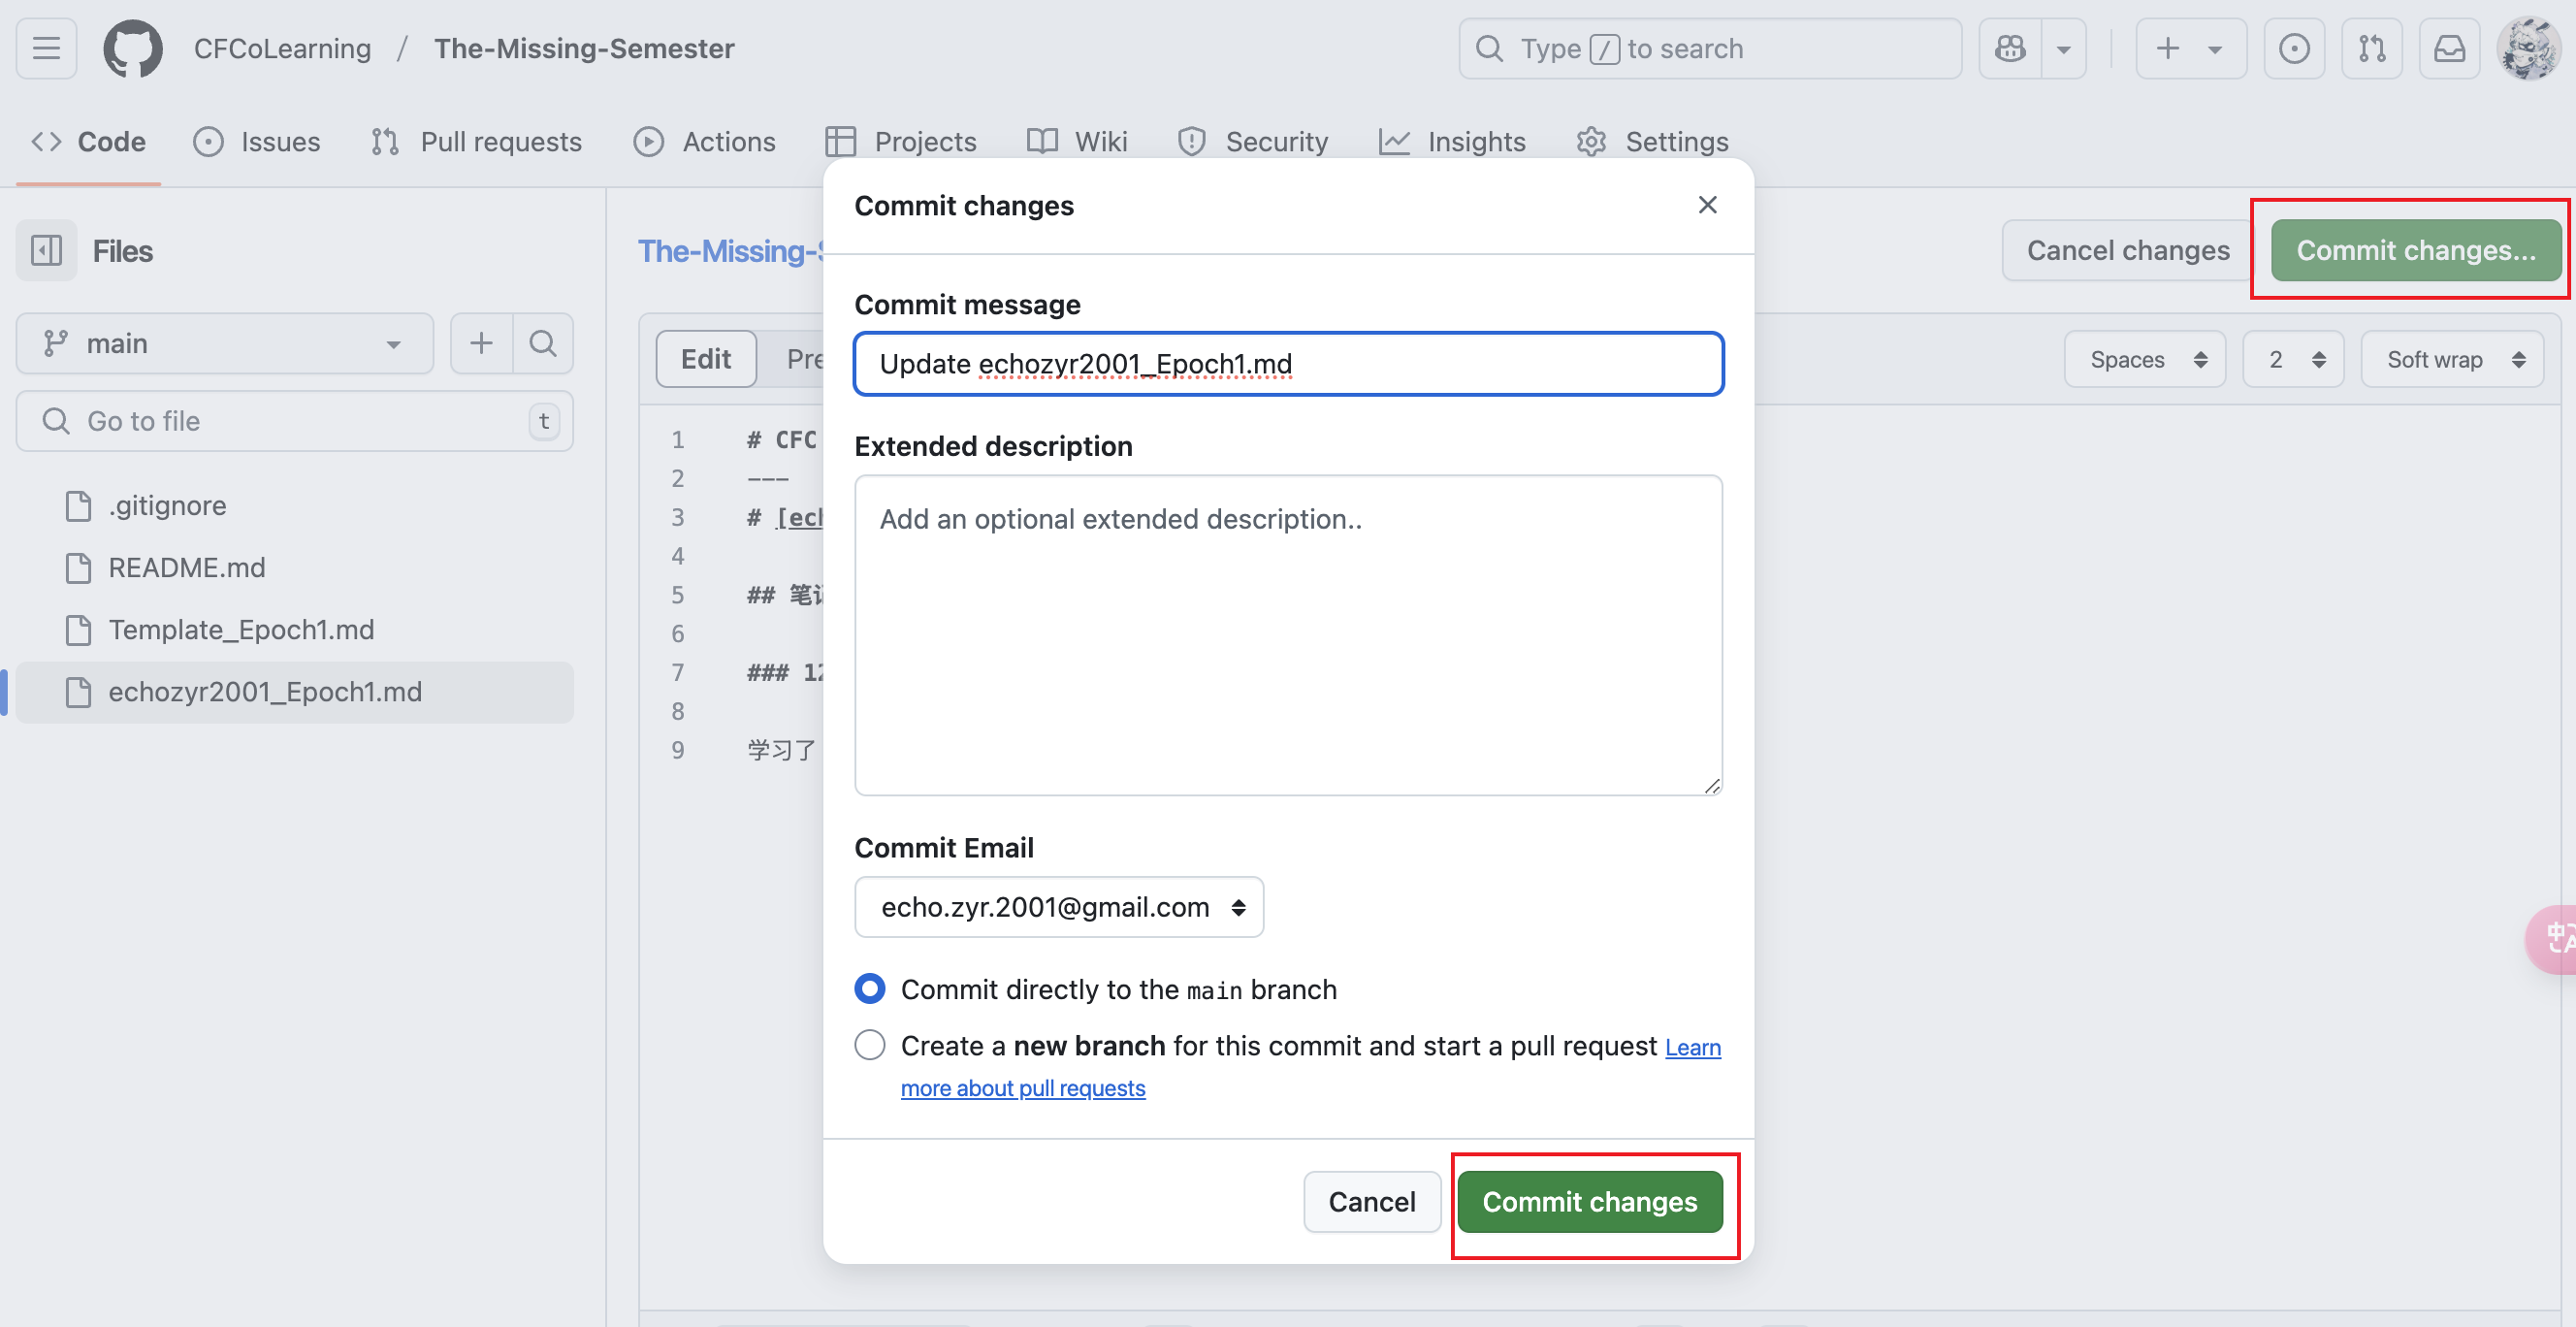 CFCoLearning / The-Missing-Semester
Type / to search
Code
Issues
Pull requests
Actions
Projects
Wiki
Security
Insights
Settings
Files
main
Go to file
t
.gitignore
README.md
Template_Epoch1.md
echozyr2001_Epoch1.md
The-Missing-
Cancel changes
Commit changes...
Edit
Pre
Spaces
2
Soft wrap
1 # CFC
2 ---
3 # [ech
4
5 ## 笔记
6
7 ### 12
8
9 学习了
Commit changes
Commit message
Update echozyr2001_Epoch1.md
Extended description
Add an optional extended description..
Commit Email
echo.zyr.2001@gmail.com
Commit directly to the main branch
Create a new branch for this commit and start a pull request Learn
more about pull requests
Cancel
Commit changes